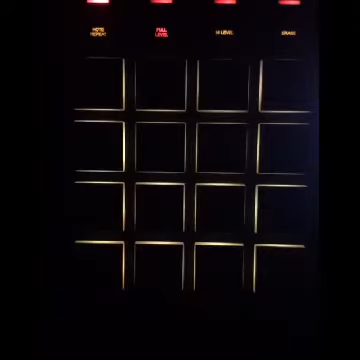 NOTE
REPEAT
FULL
LEVEL
16 LEVEL
ERASE